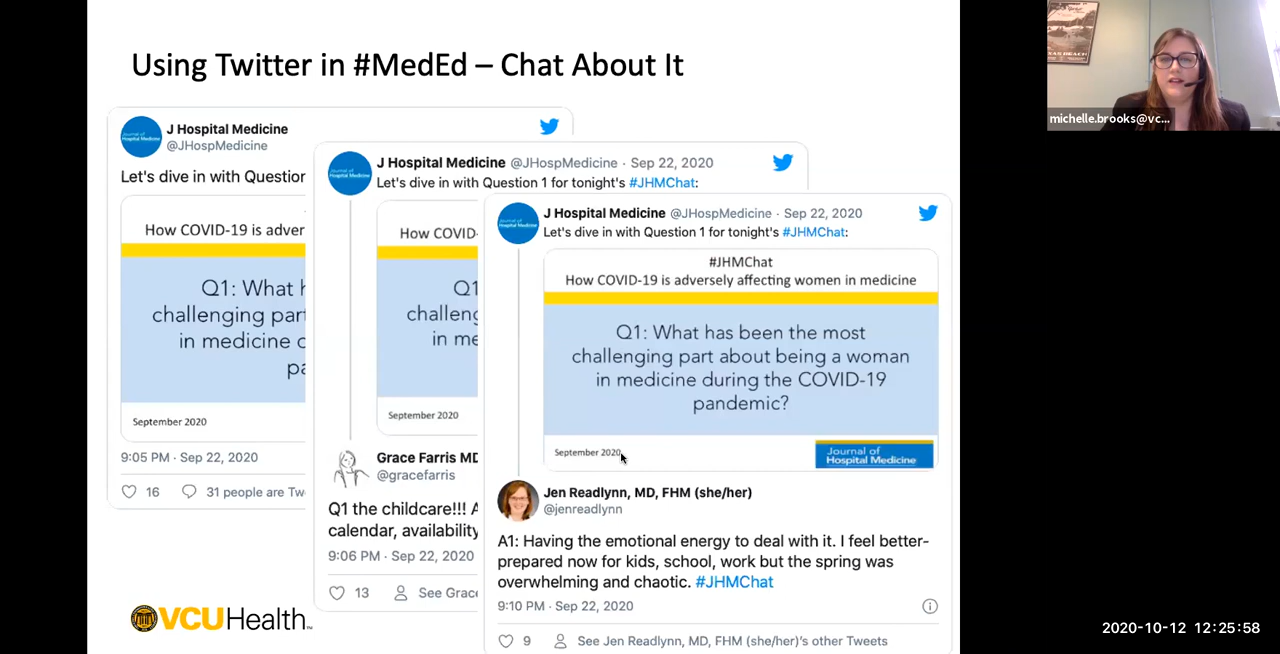 Using Twitter in #MedEd – Chat About It
J Hospital Medicine
@JHospMedicine
Let's dive in with Question
How COVID-19 is adver
Q1: What h
challenging part
in medicine
September 2020
9:05 PM · Sep 22, 2020
16
31 people are Tw
J Hospital Medicine @JHospMedicine · Sep 22, 2020
Let's dive in with Question 1 for tonight's #JHMChat:
How COVID-
Q1
challeng
in me
September 2020
Grace Farris MD
@gracefarris
Q1 the childcare!!! A
calendar, availability
9:06 PM · Sep 22, 2020
13
See Grace
J Hospital Medicine @JHospMedicine · Sep 22, 2020
Let's dive in with Question 1 for tonight's #JHMChat:
#JHMChat
How COVID-19 is adversely affecting women in medicine
Q1: What has been the most
challenging part about being a woman
in medicine during the COVID-19
pandemic?
September 2020
Journal of
Hospital Medicine
Jen Readlynn, MD, FHM (she/her)
@jenreadlynn
A1: Having the emotional energy to deal with it. I feel better-
prepared now for kids, school, work but the spring was
overwhelming and chaotic. #JHMChat
9:10 PM · Sep 22, 2020
9
See Jen Readlynn, MD, FHM (she/her)'s other Tweets
VCUHealth™
michelle.brooks@vc...
2020-10-12 12:25:58